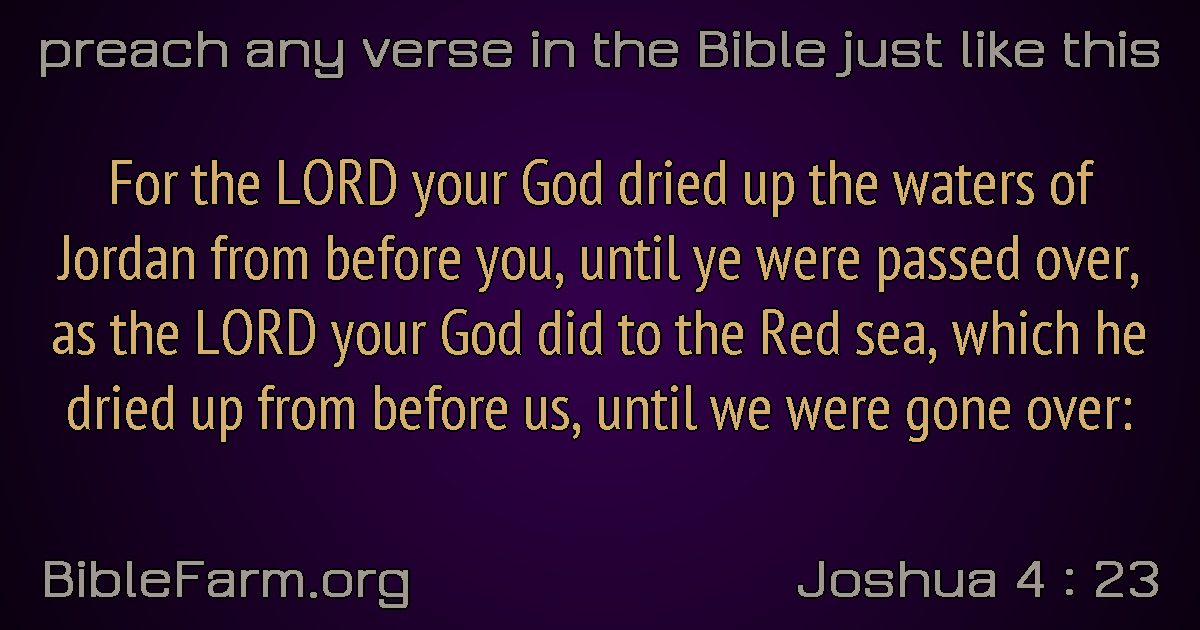 preach any verse in the Bible just like this
For the LORD your God dried up the waters of
Jordan from before you, until ye were passed over,
as the LORD your God did to the Red sea, which he
dried up from before us, until we were gone over:
BibleFarm.org
Joshua 4 : 23